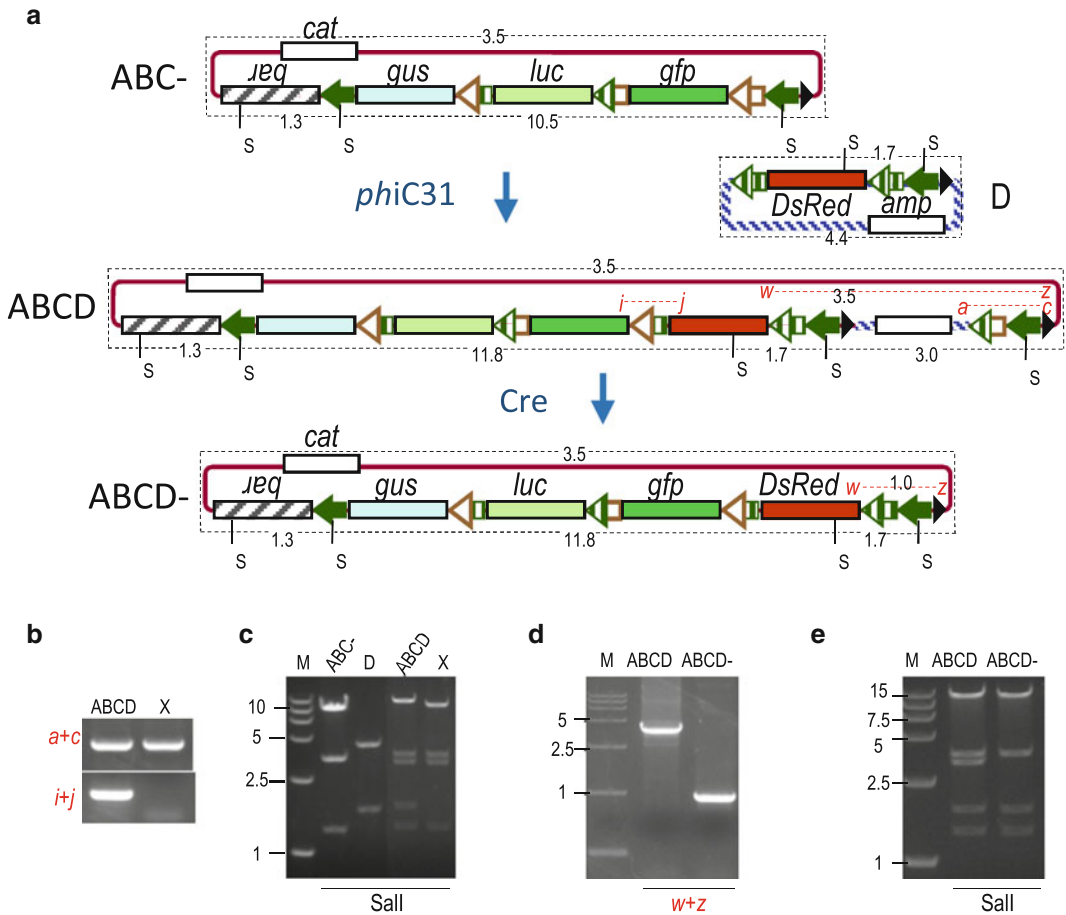 a
cat
3.5
ABC-
bar
gus
luc
gfp
1.3
10.5
S
S
S
phiC31
S
1.7
S
DsRed
amp
4.4
D
3.5
ABCD
i
j
w
3.5
z
a
c
1.3
11.8
1.7
3.0
S
S
S
S
S
Cre
cat
3.5
ABCD-
bar
gus
luc
gfp
DsRed
w
1.0
z
1.3
11.8
1.7
S
S
S
S
b
ABCD X
a+c
i+j
c
M ABC- D ABCD X
10
5
2.5
1
SalI
d
M ABCD ABCD-
5
2.5
1
w+z
e
M ABCD ABCD-
15
7.5
5
2.5
1
SalI